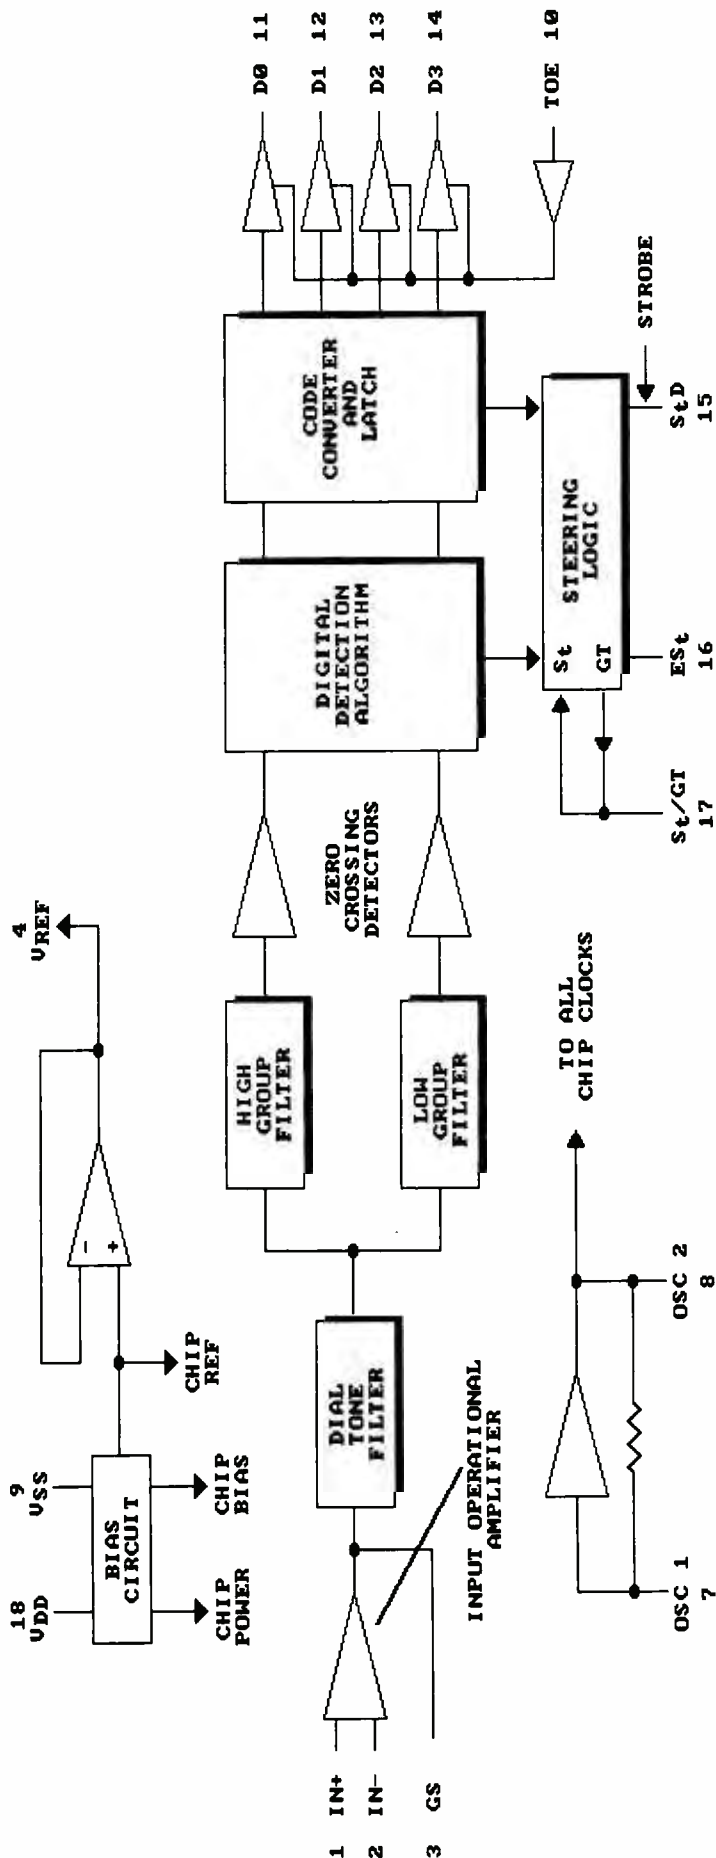 18
VDD
9
VSS
4
VREF
BIAS
CIRCUIT
-
+
CHIP
POWER
CHIP
BIAS
CHIP
REF
1 IN+
2 IN-
3 GS
INPUT OPERATIONAL
AMPLIFIER
DIAL
TONE
FILTER
HIGH
GROUP
FILTER
LOW
GROUP
FILTER
ZERO
CROSSING
DETECTORS
DIGITAL
DETECTION
ALGORITHM
CODE
CONVERTER
AND
LATCH
D0 11
D1 12
D2 13
D3 14
TOE 10
OSC 1
7
OSC 2
8
TO ALL
CHIP CLOCKS
St
GT
STEERING
LOGIC
St/GT
17
ESt
16
StD
15
STROBE